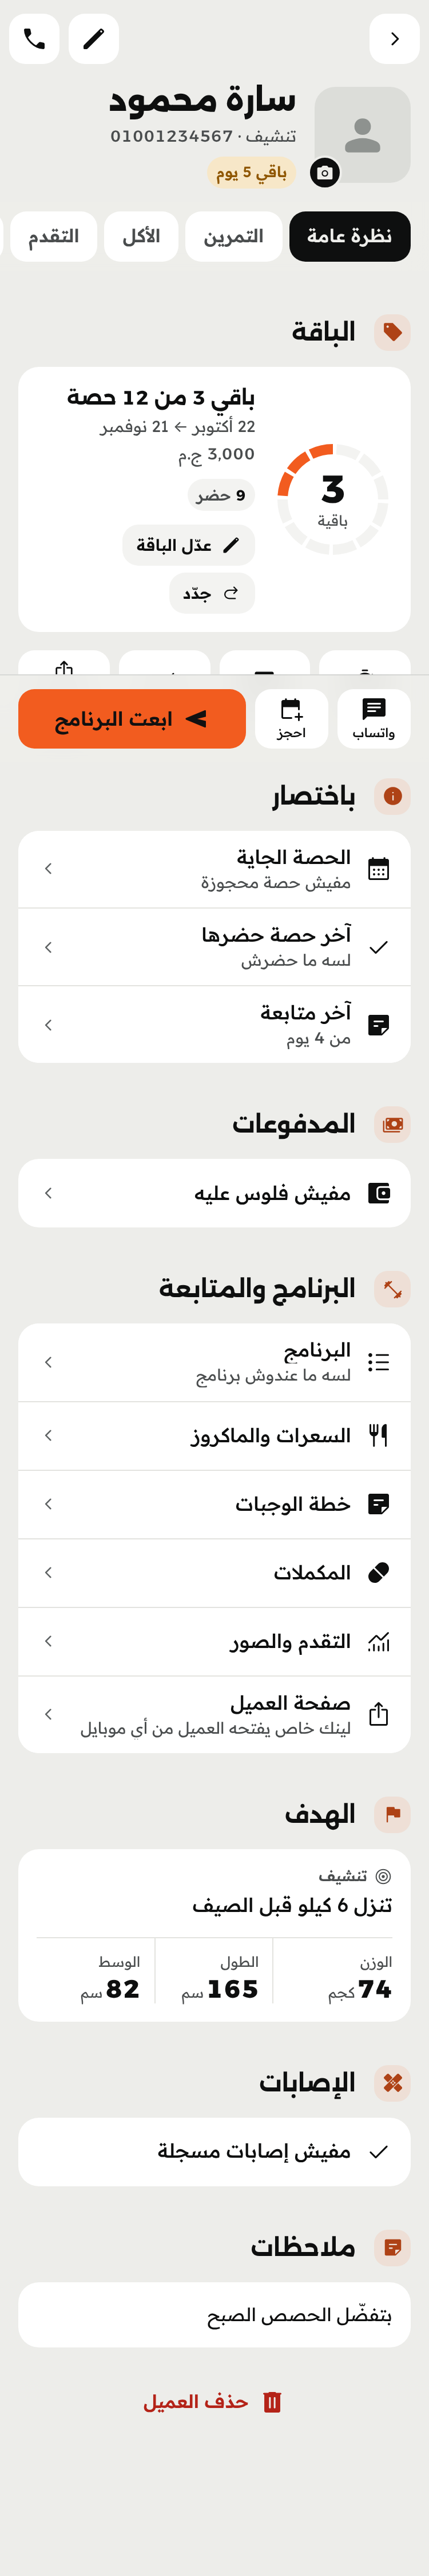 سارة محمود
تنشيف · 01001234567
باقي 5 يوم
نظرة عامة
التمرين
الأكل
التقدم
الباقة
3
باقية
باقي 3 من 12 حصة
22 أكتوبر ← 21 نوفمبر
3,000 ج.م
9 حضر
عدّل الباقة
جدّد
واتساب
احجز
ابعت البرنامج
باختصار
الحصة الجاية
مفيش حصة محجوزة
آخر حصة حضرها
لسه ما حضرش
آخر متابعة
من 4 يوم
المدفوعات
مفيش فلوس عليه
البرنامج والمتابعة
البرنامج
لسه ما عندوش برنامج
السعرات والماكروز
خطة الوجبات
المكملات
التقدم والصور
صفحة العميل
لينك خاص يفتحه العميل من أي موبايل
الهدف
تنشيف
تنزل 6 كيلو قبل الصيف
الوزن
74 كجم
الطول
165 سم
الوسط
82 سم
الإصابات
مفيش إصابات مسجلة
ملاحظات
بتفضّل الحصص الصبح
حذف العميل